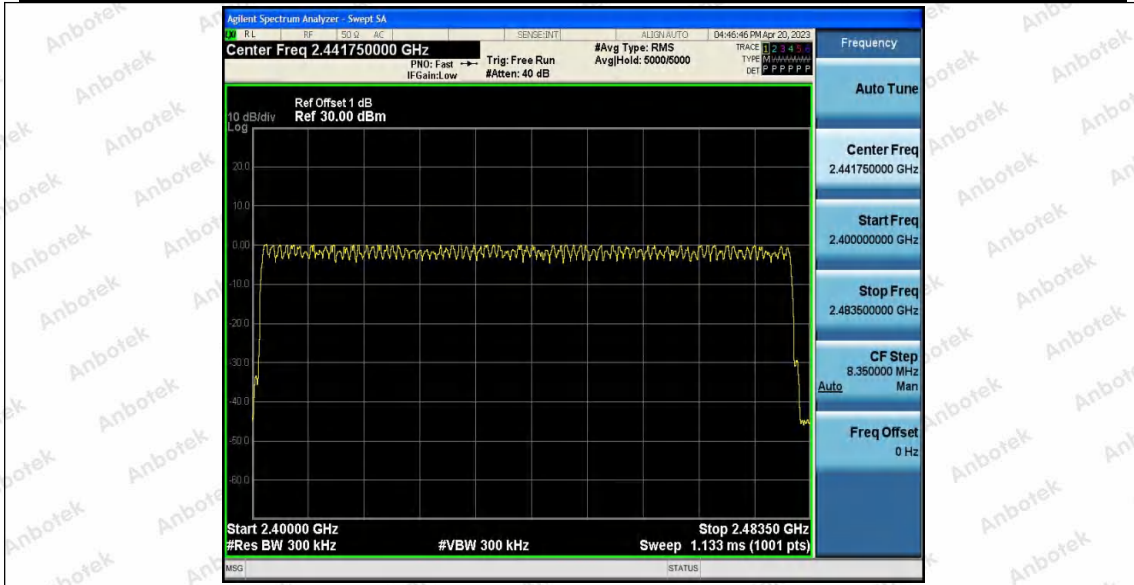 Agilent Spectrum Analyzer - Swept SA
RL RF 50 Ω AC SENSE:INT ALIGN AUTO 04:46:46 PM Apr 20, 2023
Center Freq 2.441750000 GHz
PNO: Fast
IFGain:Low
Trig: Free Run
#Atten: 40 dB
#Avg Type: RMS
Avg|Hold: 5000/5000
TRACE 1 2 3 4 5 6
TYPE M
DET P P P P P P
Ref Offset 1 dB
10 dB/div Ref 30.00 dBm
Log
20.0
10.0
0.00
-10.0
-20.0
-30.0
-40.0
-50.0
-60.0
Start 2.40000 GHz Stop 2.48350 GHz
#Res BW 300 kHz #VBW 300 kHz Sweep 1.133 ms (1001 pts)
MSG STATUS
Frequency
Auto Tune
Center Freq
2.441750000 GHz
Start Freq
2.400000000 GHz
Stop Freq
2.483500000 GHz
CF Step
8.350000 MHz
Auto Man
Freq Offset
0 Hz
Anbotek